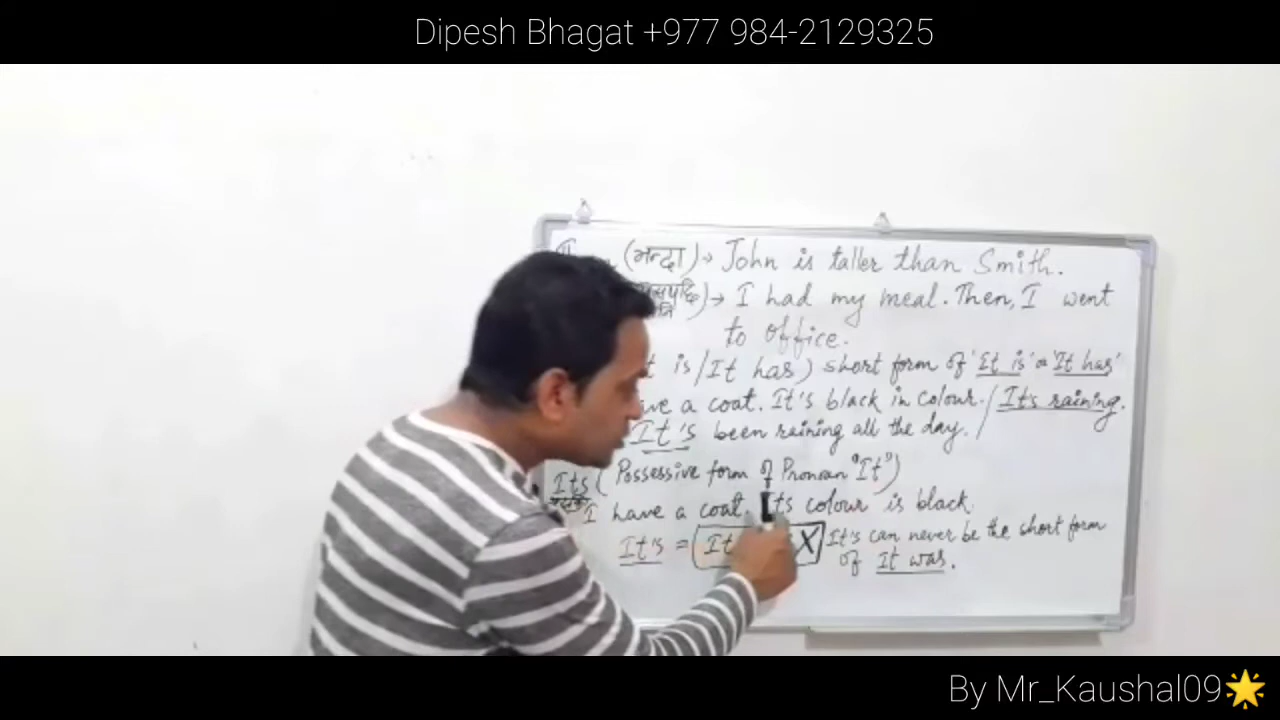 Dipesh Bhagat +977 984-2129325
(भन्दा) → John is taller than Smith.
→ I had my meal. Then, I went
to office.
is/It has) short form of 'It is' or 'It has'
have a coat. It's black in colour. / It's raining.
It's been raining all the day. /
Its (Possessive form of Pronoun "It")
I have a coat. Its colour is black.
It's = It X It's can never be the short form
of It was.
By Mr_Kaushal09🌟